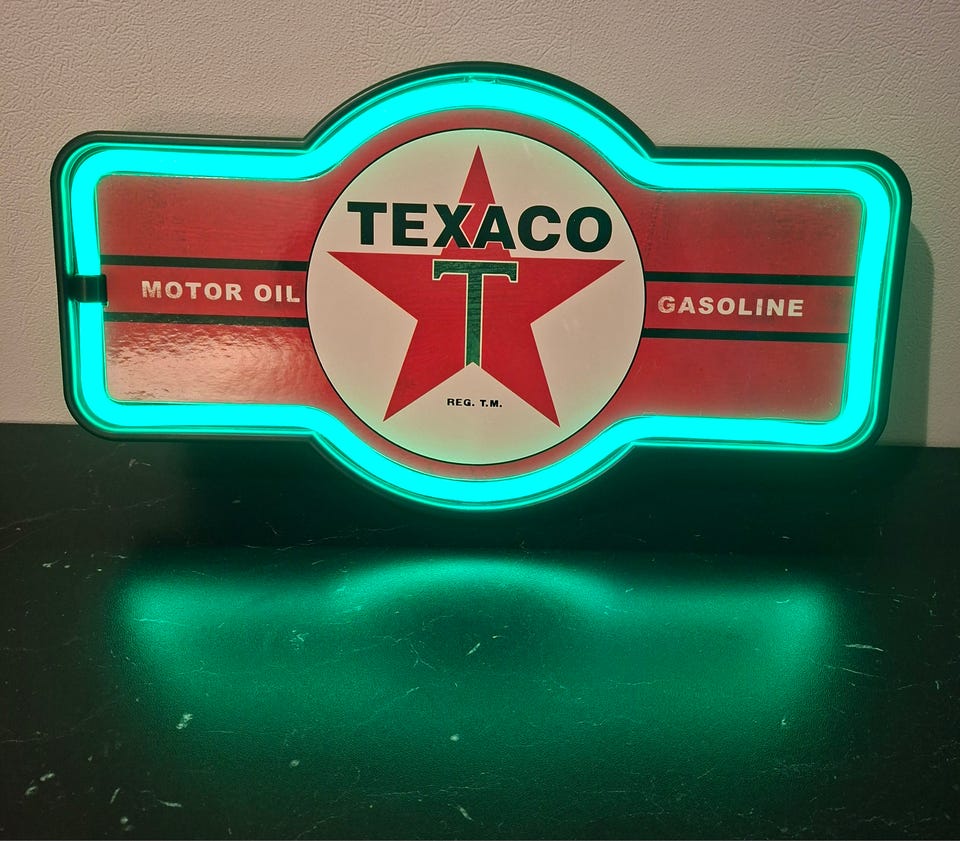 TEXACO
T
MOTOR OIL
GASOLINE
REG. T.M.